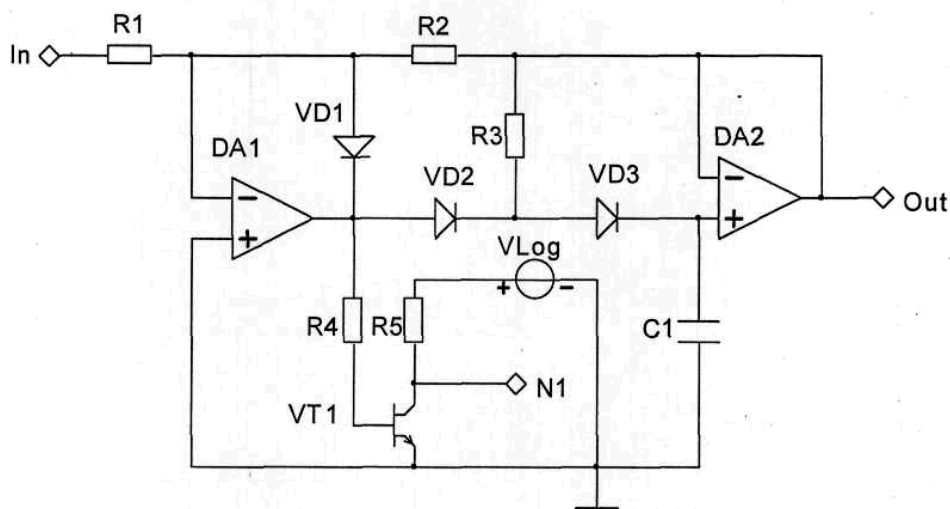 R1
R2
In
VD1
R3
DA1
DA2
VD2
VD3
Out
VLog
R4
R5
C1
N1
VT1